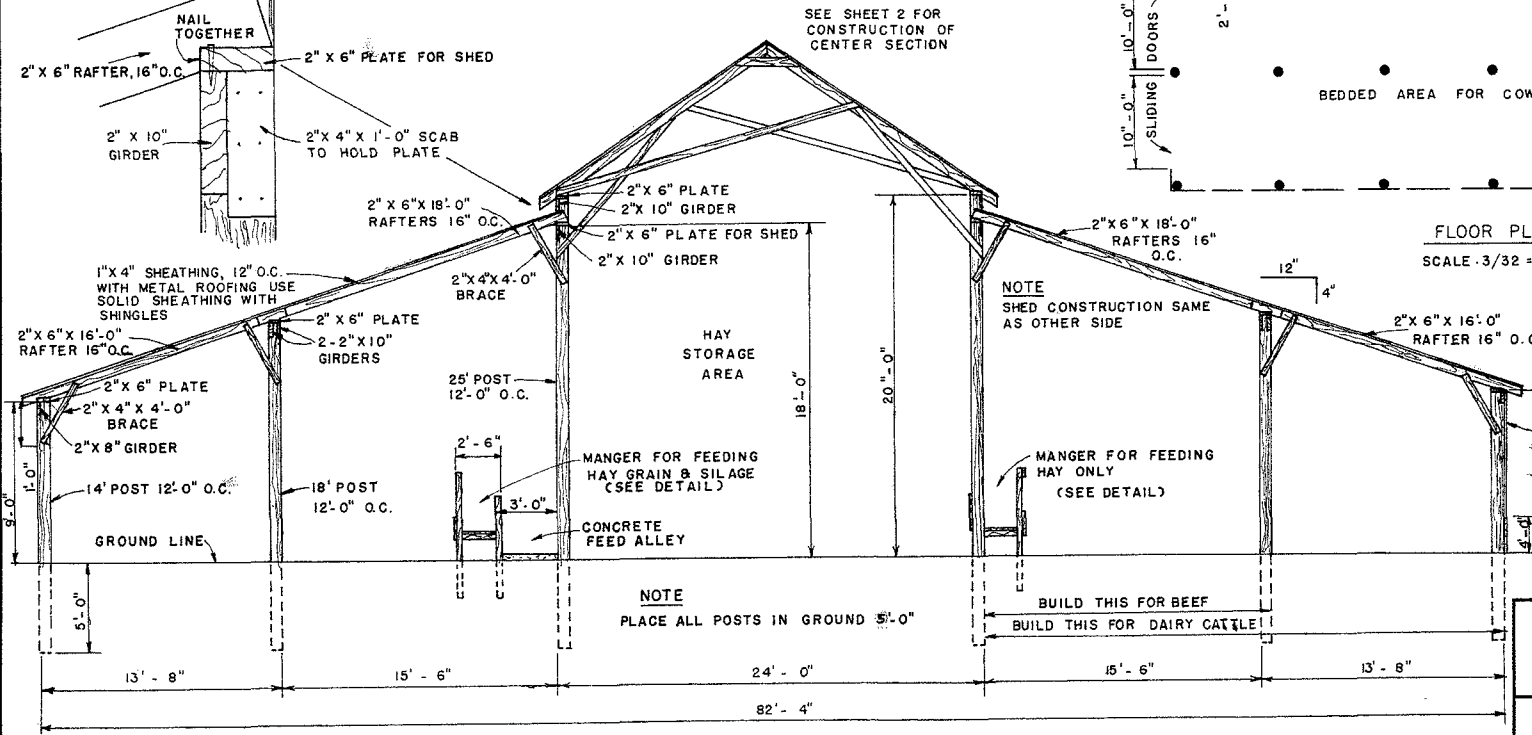 NAIL
TOGETHER
2" X 6" RAFTER, 16" O.C.
2" X 6" PLATE FOR SHED
2" X 10"
GIRDER
2" X 4" X 1'-0" SCAB
TO HOLD PLATE
SEE SHEET 2 FOR
CONSTRUCTION OF
CENTER SECTION
10'-0"
10'-0"
SLIDING DOORS
2'-
BEDDED AREA FOR COW
FLOOR PL
SCALE 3/32 =
2" X 6" X 18'-0"
RAFTERS 16" O.C.
2" X 6" PLATE
2" X 10" GIRDER
2" X 6" PLATE FOR SHED
2" X 10" GIRDER
2" X 4" X 4'-0"
BRACE
1" X 4" SHEATHING, 12" O.C.
WITH METAL ROOFING USE
SOLID SHEATHING WITH
SHINGLES
2" X 6" X 16'-0"
RAFTER 16" O.C.
2" X 6" PLATE
2-2" X 10"
GIRDERS
2" X 6" PLATE
2" X 4" X 4'-0"
BRACE
2" X 8" GIRDER
1'-0"
9'-0"
14' POST 12'-0" O.C.
18' POST
12'-0" O.C.
25' POST
12'-0" O.C.
HAY
STORAGE
AREA
18'-0"
20'-0"
2" X 6" X 18'-0"
RAFTERS 16"
O.C.
12"
4"
NOTE
SHED CONSTRUCTION SAME
AS OTHER SIDE
2" X 6" X 16'-0"
RAFTER 16" O.C
2'-6"
3'-0"
MANGER FOR FEEDING
HAY GRAIN & SILAGE
(SEE DETAIL)
CONCRETE
FEED ALLEY
MANGER FOR FEEDING
HAY ONLY
(SEE DETAIL)
4'-0"
GROUND LINE
5'-0"
NOTE
PLACE ALL POSTS IN GROUND 5'-0"
BUILD THIS FOR BEEF
BUILD THIS FOR DAIRY CATTLE
13'-8"
15'-6"
24'-0"
15'-6"
13'-8"
82'-4"